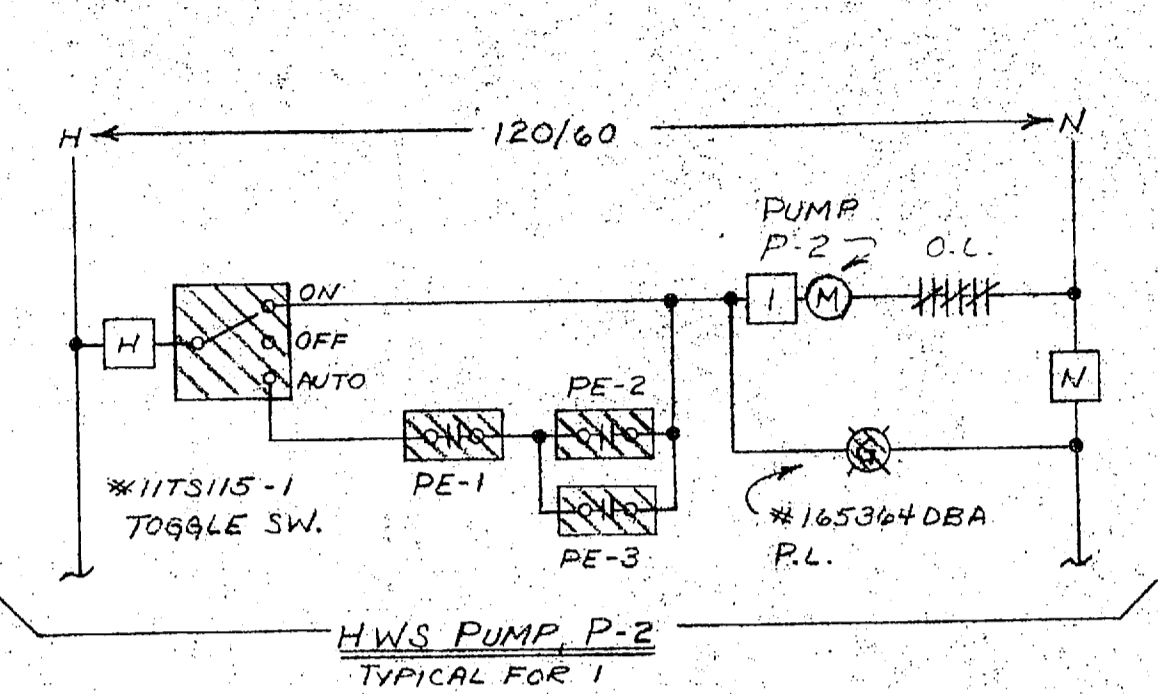 H 120/60 N
PUMP
P-2 O.L.
ON
1 M
H
OFF
N
AUTO
PE-2
G
PE-1
#11TS115-1
TOGGLE SW.
#165364DBA
P.L.
PE-3
HWS PUMP, P-2
TYPICAL FOR 1